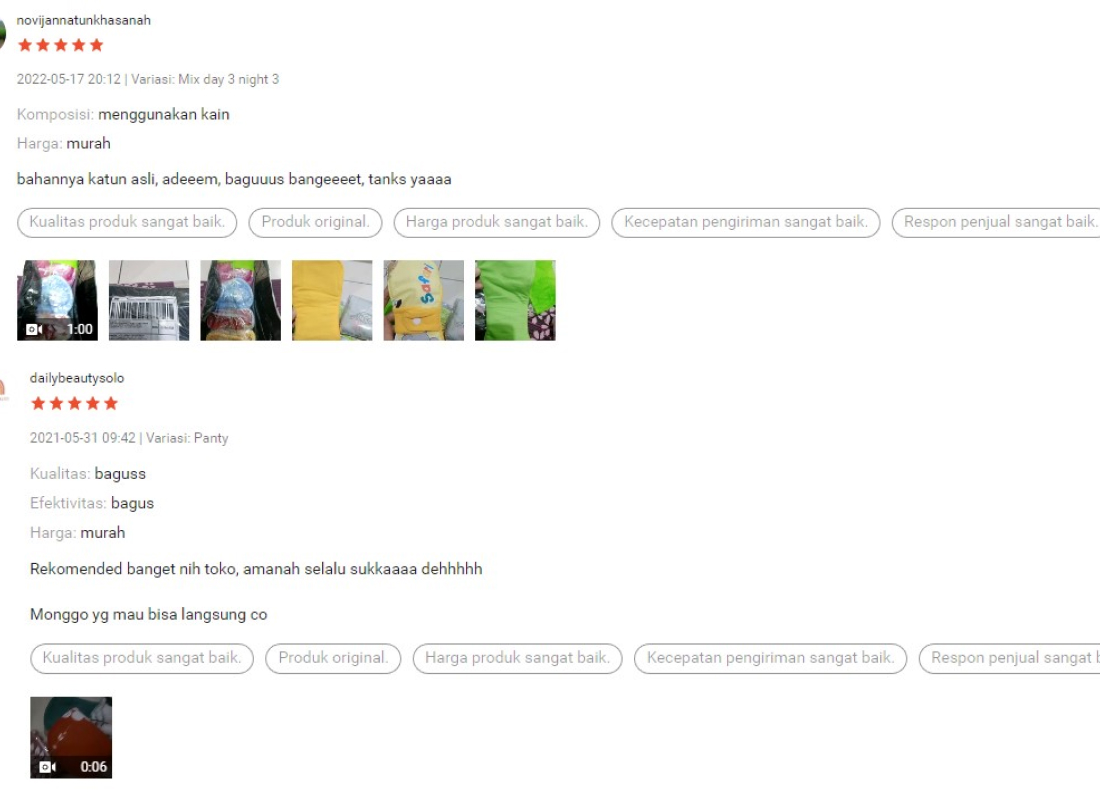 novijannatunkhasanah
2022-05-17 20:12 | Variasi: Mix day 3 night 3
Komposisi: menggunakan kain
Harga: murah
bahannya katun asli, adeeem, baguuus bangeeeet, tanks yaaaa
Kualitas produk sangat baik. Produk original. Harga produk sangat baik. Kecepatan pengiriman sangat baik. Respon penjual sangat baik.
1:00
Safari
dailybeautysolo
2021-05-31 09:42 | Variasi: Panty
Kualitas: baguss
Efektivitas: bagus
Harga: murah
Rekomended banget nih toko, amanah selalu sukkaaaa dehhhhh
Monggo yg mau bisa langsung co
Kualitas produk sangat baik. Produk original. Harga produk sangat baik. Kecepatan pengiriman sangat baik. Respon penjual sangat b
0:06